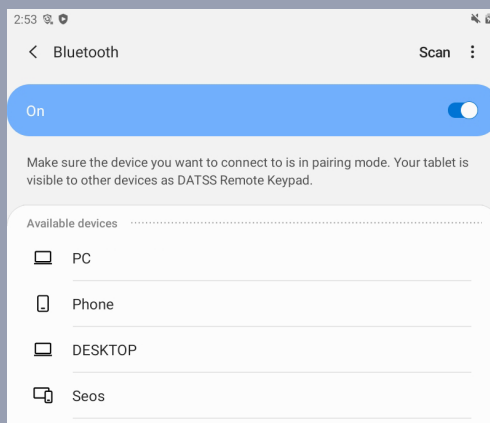 2:53
Bluetooth
Scan
On
Make sure the device you want to connect to is in pairing mode. Your tablet is
visible to other devices as DATSS Remote Keypad.
Available devices
PC
Phone
DESKTOP
Seos